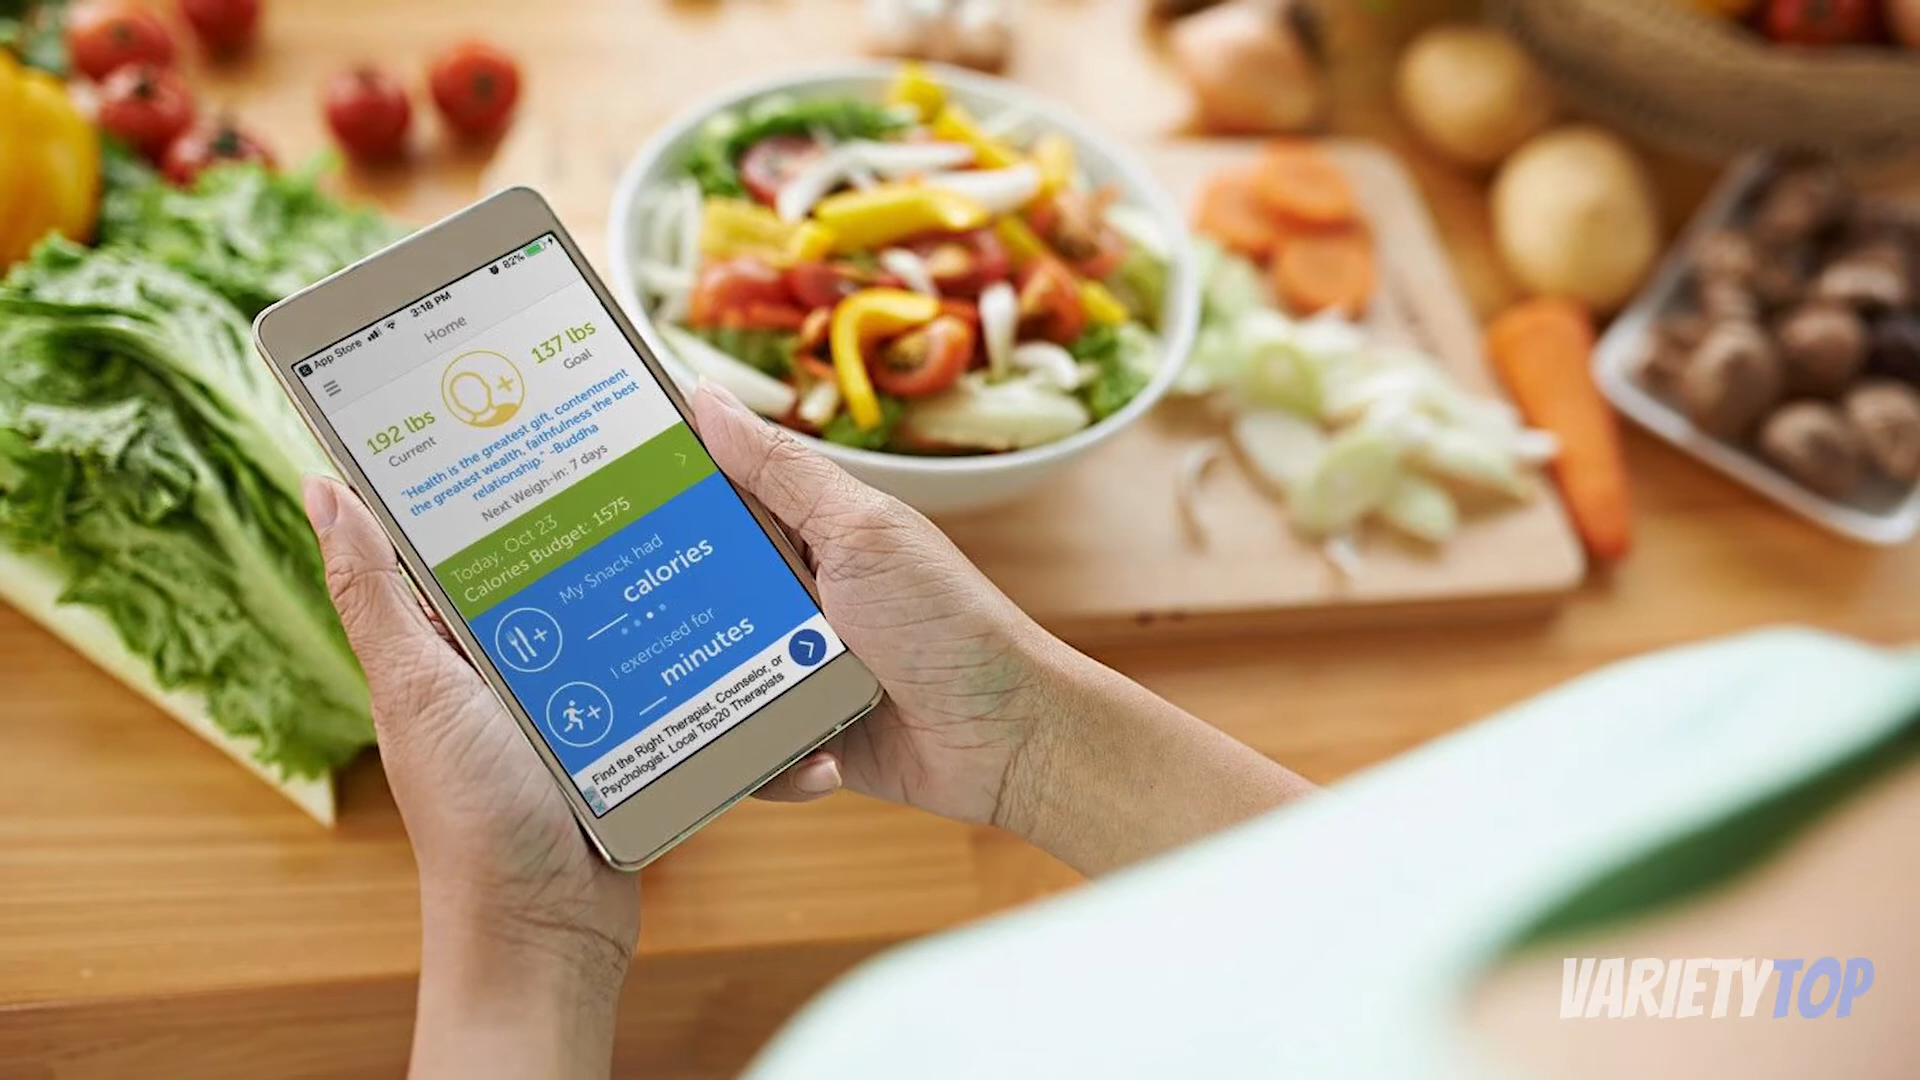 App Store 3:18 PM 82%
Home
192 lbs
Current
137 lbs
Goal
"Health is the greatest gift, contentment
the greatest wealth, faithfulness the best
relationship." -Buddha
Next Weigh-in: 7 days
Today, Oct 23
Calories Budget: 1575
My Snack had
calories
I exercised for
minutes
Find the Right Therapist, Counselor, or
Psychologist. Local Top20 Therapists
VARIETYTOP